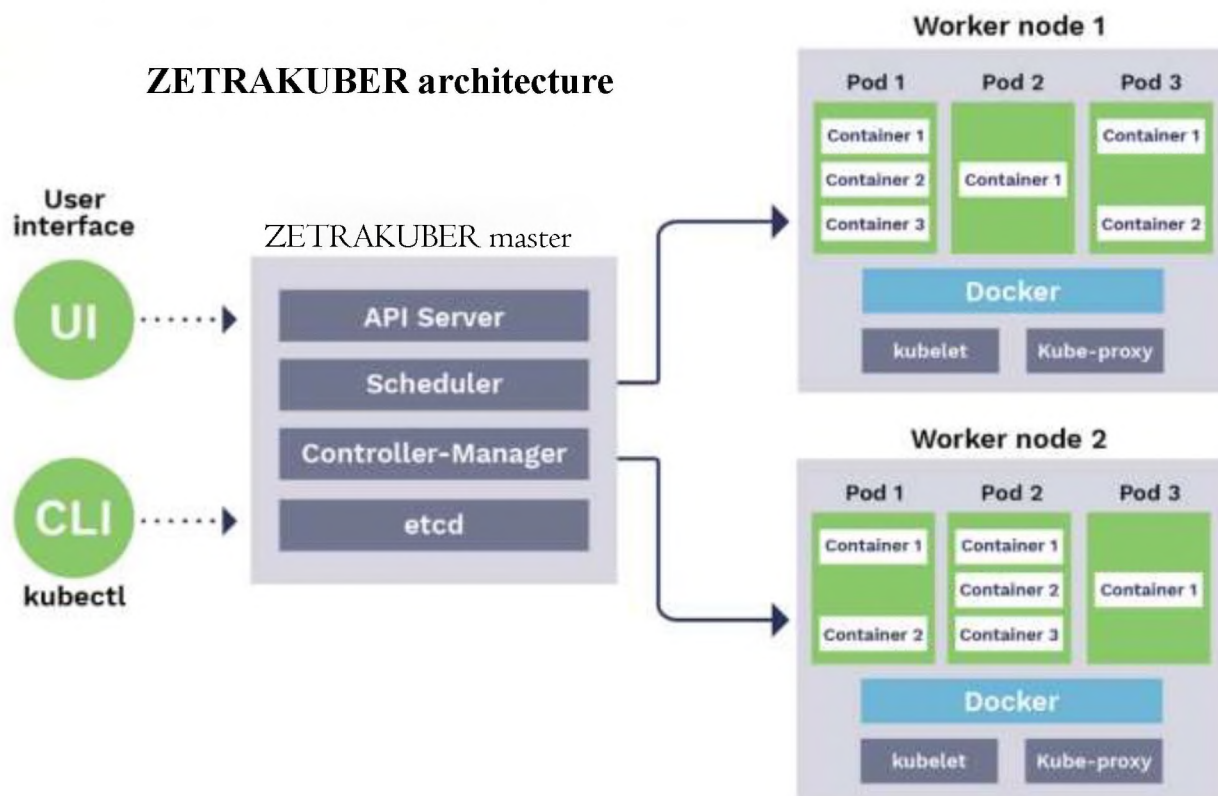 ZETRAKUBER architecture
User
interface
UI
CLI
kubectl
ZETRAKUBER master
API Server
Scheduler
Controller-Manager
etcd
Worker node 1
Pod 1 Pod 2 Pod 3
Container 1
Container 2
Container 3
Container 1
Container 1
Container 2
Docker
kubelet Kube-proxy
Worker node 2
Pod 1 Pod 2 Pod 3
Container 1
Container 2
Container 1
Container 2
Container 3
Container 1
Docker
kubelet Kube-proxy